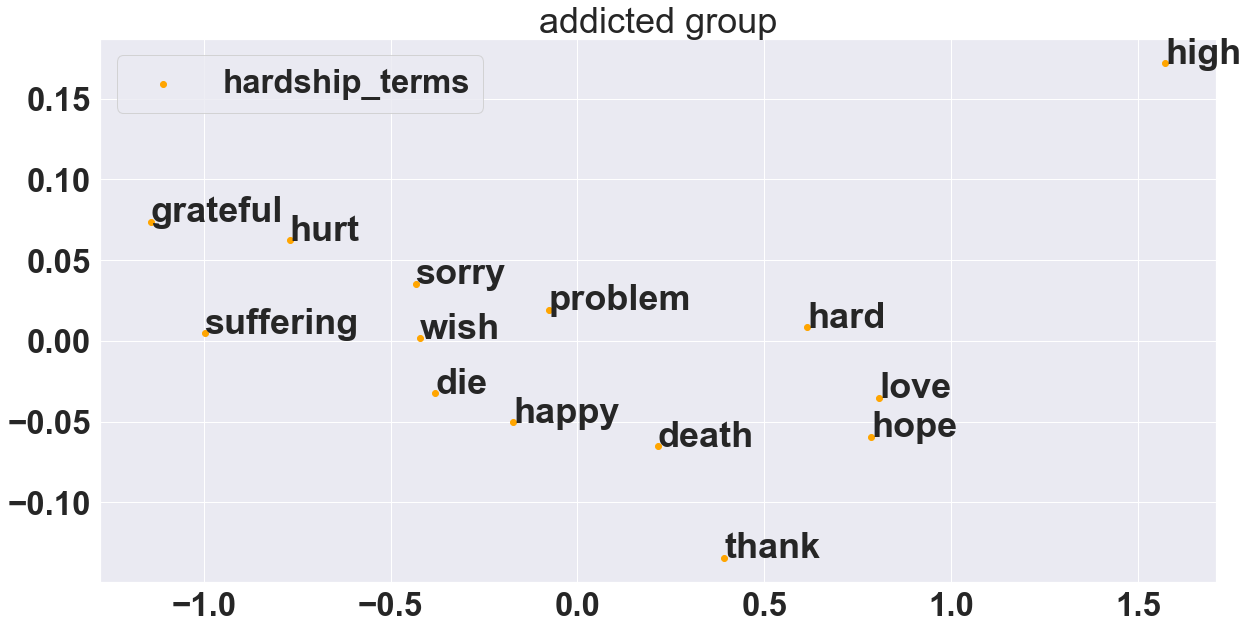 addicted group
high
hardship_terms
0.15
0.10
grateful
hurt
0.05
sorry
problem
suffering
wish
hard
0.00
die
love
happy
hope
−0.05
death
−0.10
thank
−1.0 −0.5 0.0 0.5 1.0 1.5